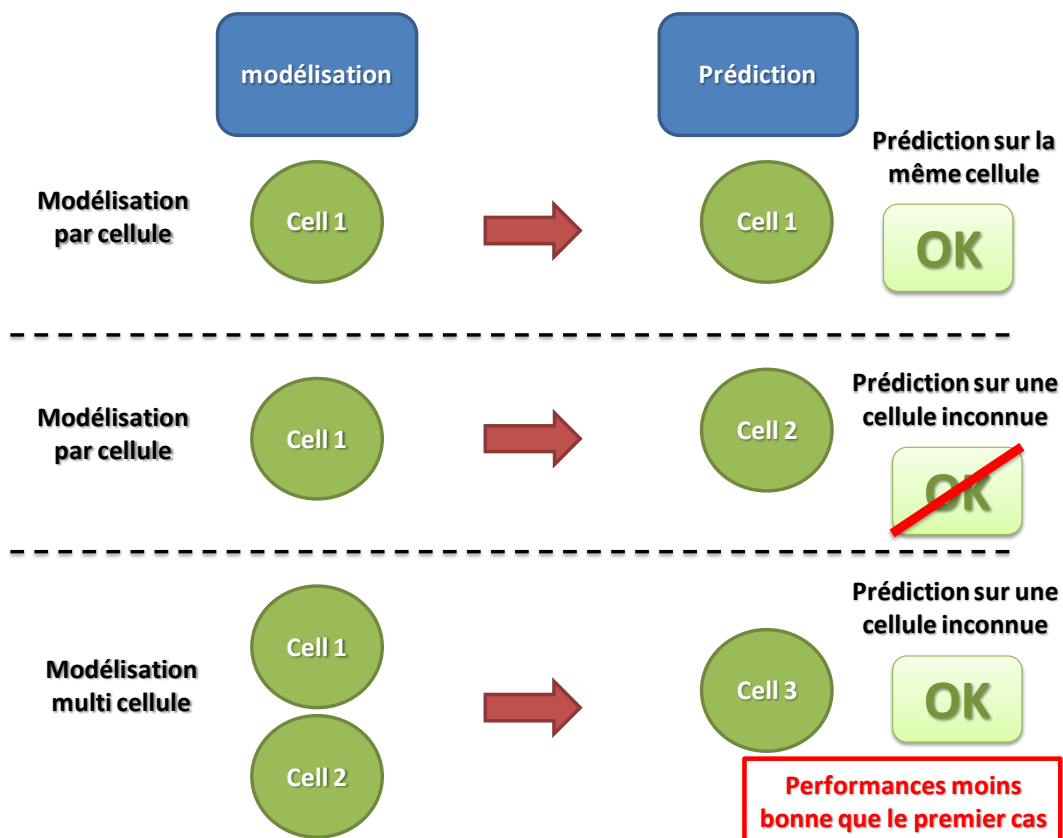 modélisation
Prédiction
Modélisation
par cellule
Cell 1
Cell 1
Prédiction sur la
même cellule
OK
Modélisation
par cellule
Cell 1
Cell 2
Prédiction sur une
cellule inconnue
OK
Modélisation
multi cellule
Cell 1
Cell 2
Cell 3
Prédiction sur une
cellule inconnue
OK
Performances moins
bonne que le premier cas